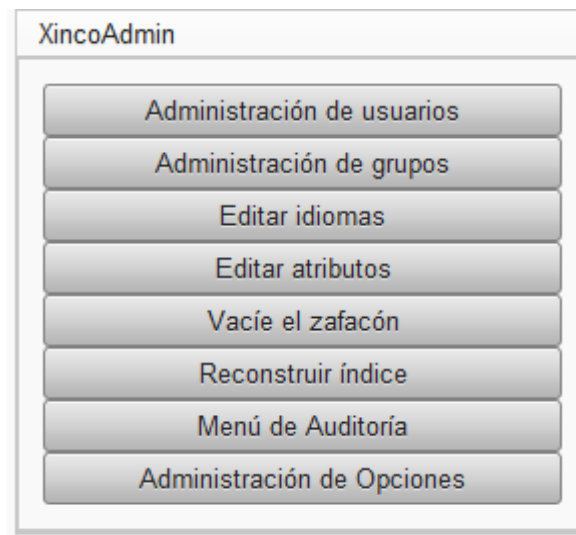 XincoAdmin
Administración de usuarios
Administración de grupos
Editar idiomas
Editar atributos
Vacíe el zafacón
Reconstruir índice
Menú de Auditoría
Administración de Opciones